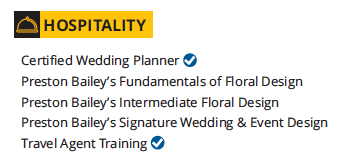 HOSPITALITY
Certified Wedding Planner
Preston Bailey’s Fundamentals of Floral Design
Preston Bailey’s Intermediate Floral Design
Preston Bailey’s Signature Wedding & Event Design
Travel Agent Training